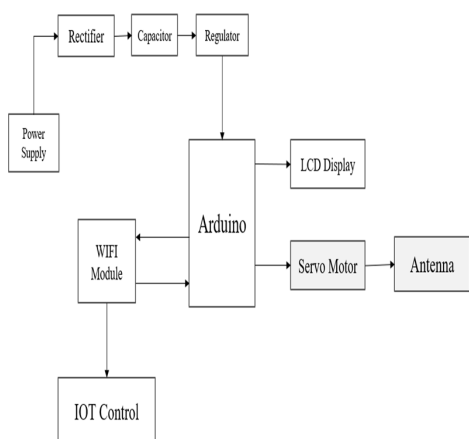 Rectifier
Capacitor
Regulator
Power
Supply
Arduino
LCD Display
WIFI
Module
Servo Motor
Antenna
IOT Control